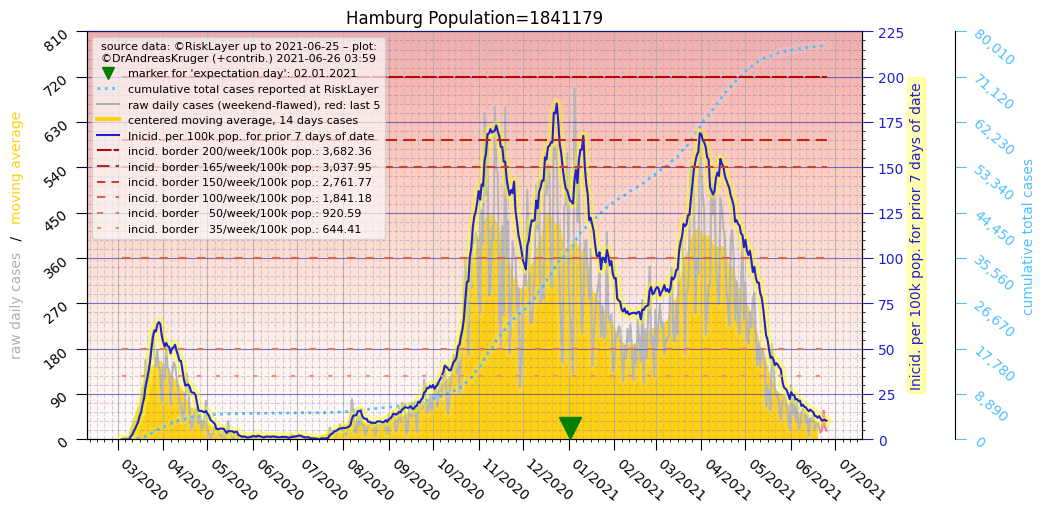 Hamburg Population=1841179
source data: ©RiskLayer up to 2021-06-25 – plot:
©DrAndreasKruger (+contrib.) 2021-06-26 03:59
marker for 'expectation day': 02.01.2021
cumulative total cases reported at RiskLayer
raw daily cases (weekend-flawed), red: last 5
centered moving average, 14 days cases
Inicid. per 100k pop. for prior 7 days of date
incid. border 200/week/100k pop.: 3,682.36
incid. border 165/week/100k pop.: 3,037.95
incid. border 150/week/100k pop.: 2,761.77
incid. border 100/week/100k pop.: 1,841.18
incid. border   50/week/100k pop.: 920.59
incid. border   35/week/100k pop.: 644.41
raw daily cases  /  moving average
810
720
630
540
450
360
270
180
90
0
03/2020
04/2020
05/2020
06/2020
07/2020
08/2020
09/2020
10/2020
11/2020
12/2020
01/2021
02/2021
03/2021
04/2021
05/2021
06/2021
07/2021
225
200
175
150
125
100
75
50
25
0
Inicid. per 100k pop. for prior 7 days of date
80,010
71,120
62,230
53,340
44,450
35,560
26,670
17,780
8,890
0
cumulative total cases